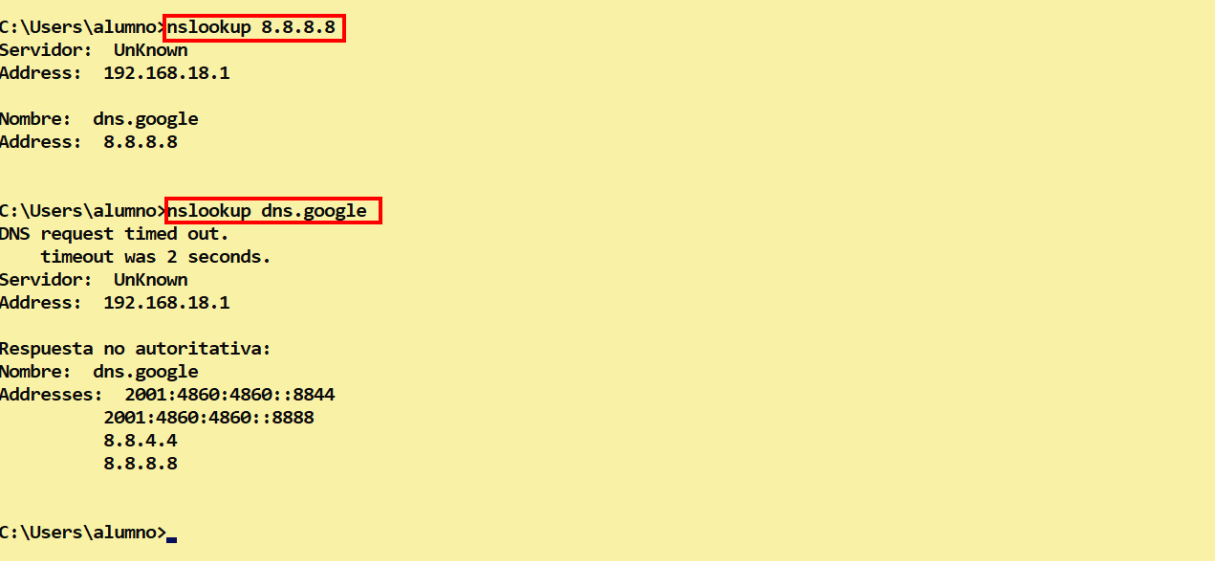 C:\Users\alumno>nslookup 8.8.8.8
Servidor:  UnKnown
Address:  192.168.18.1
Nombre:  dns.google
Address:  8.8.8.8
C:\Users\alumno>nslookup dns.google
DNS request timed out.
    timeout was 2 seconds.
Servidor:  UnKnown
Address:  192.168.18.1
Respuesta no autoritativa:
Nombre:  dns.google
Addresses:  2001:4860:4860::8844
          2001:4860:4860::8888
          8.8.4.4
          8.8.8.8
C:\Users\alumno>